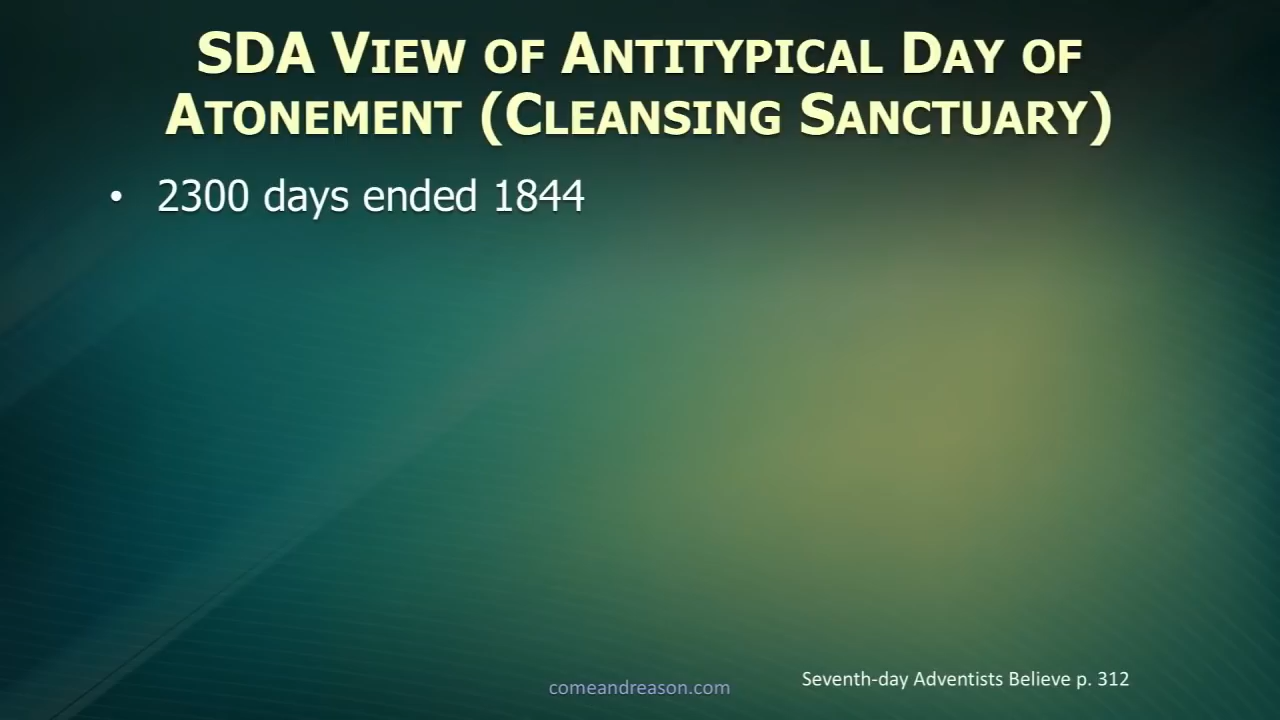 SDA VIEW OF ANTITYPICAL DAY OF
ATONEMENT (CLEANSING SANCTUARY)
• 2300 days ended 1844
Seventh-day Adventists Believe p. 312
comeandreason.com